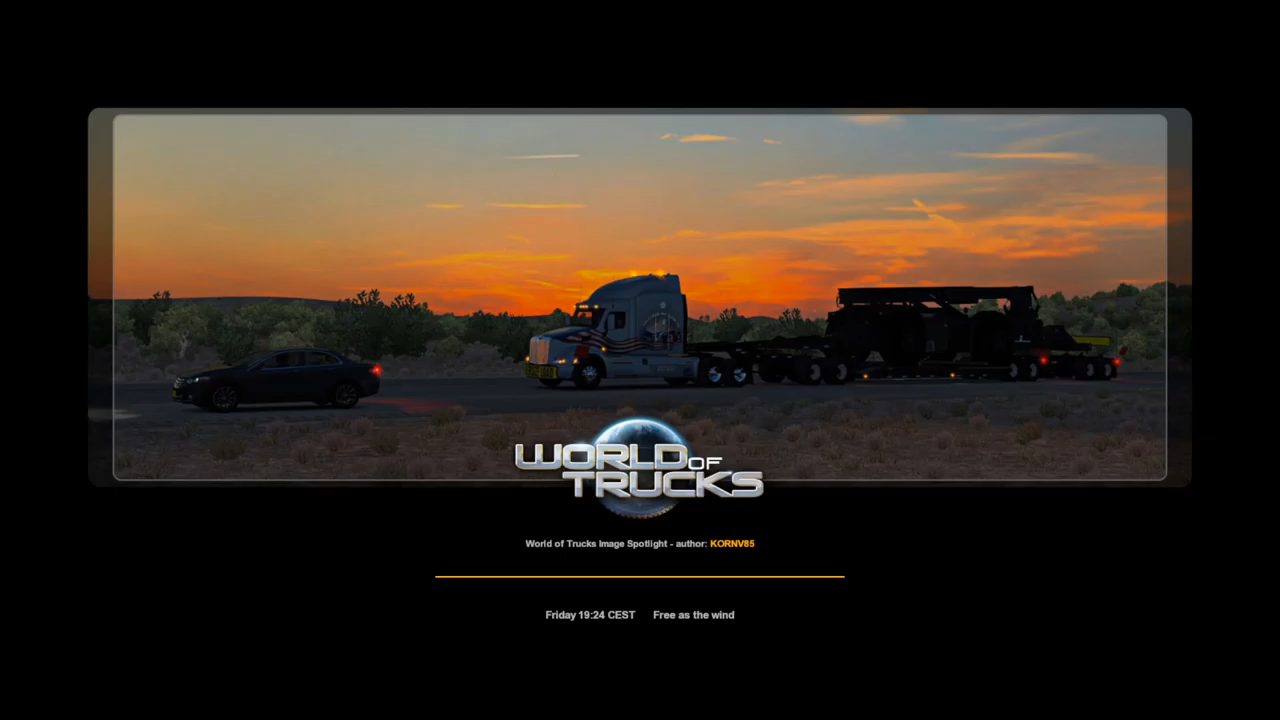 WORLD OF
TRUCKS
World of Trucks Image Spotlight - author: KORNV85
Friday 19:24 CEST Free as the wind